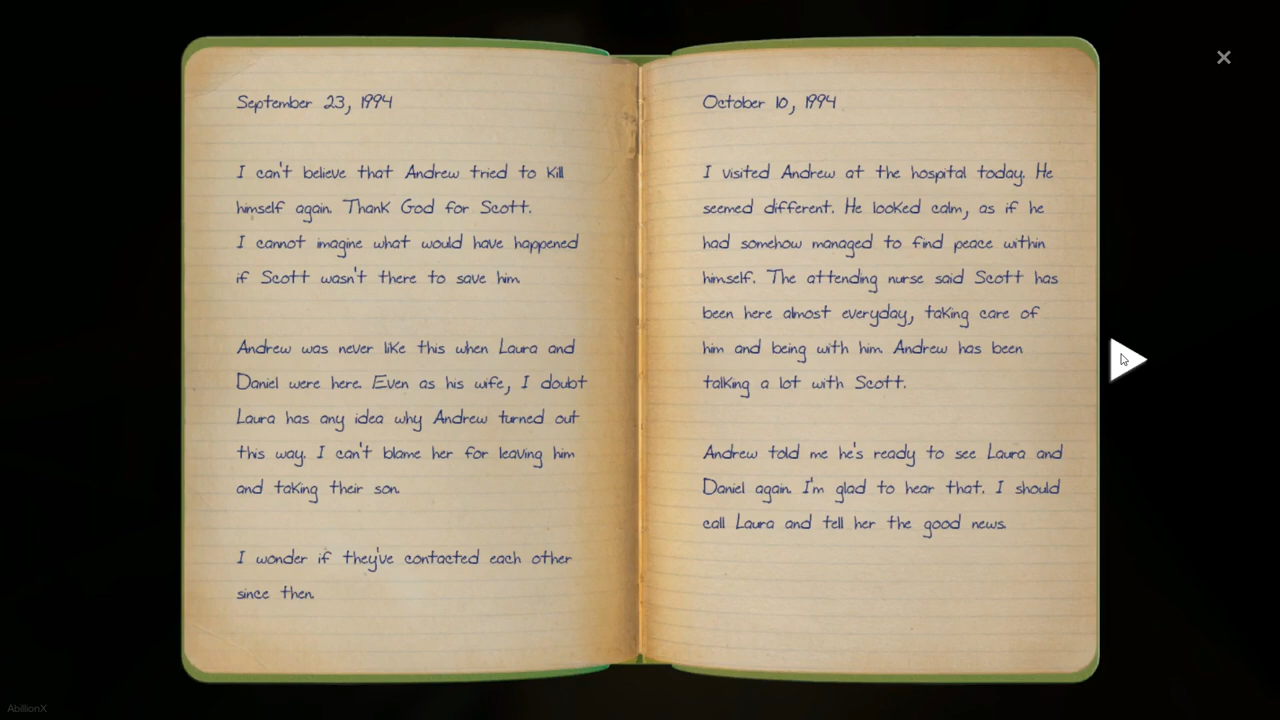 September 23, 1994
I can't believe that Andrew tried to kill
himself again. Thank God for Scott.
I cannot imagine what would have happened
if Scott wasn't there to save him.
Andrew was never like this when Laura and
Daniel were here. Even as his wife, I doubt
Laura has any idea why Andrew turned out
this way. I can't blame her for leaving him
and taking their son.
I wonder if they've contacted each other
since then.
October 10, 1994
I visited Andrew at the hospital today. He
seemed different. He looked calm, as if he
had somehow managed to find peace within
himself. The attending nurse said Scott has
been here almost everyday, taking care of
him and being with him. Andrew has been
talking a lot with Scott.
Andrew told me he's ready to see Laura and
Daniel again. I'm glad to hear that. I should
call Laura and tell her the good news.
AbillionX